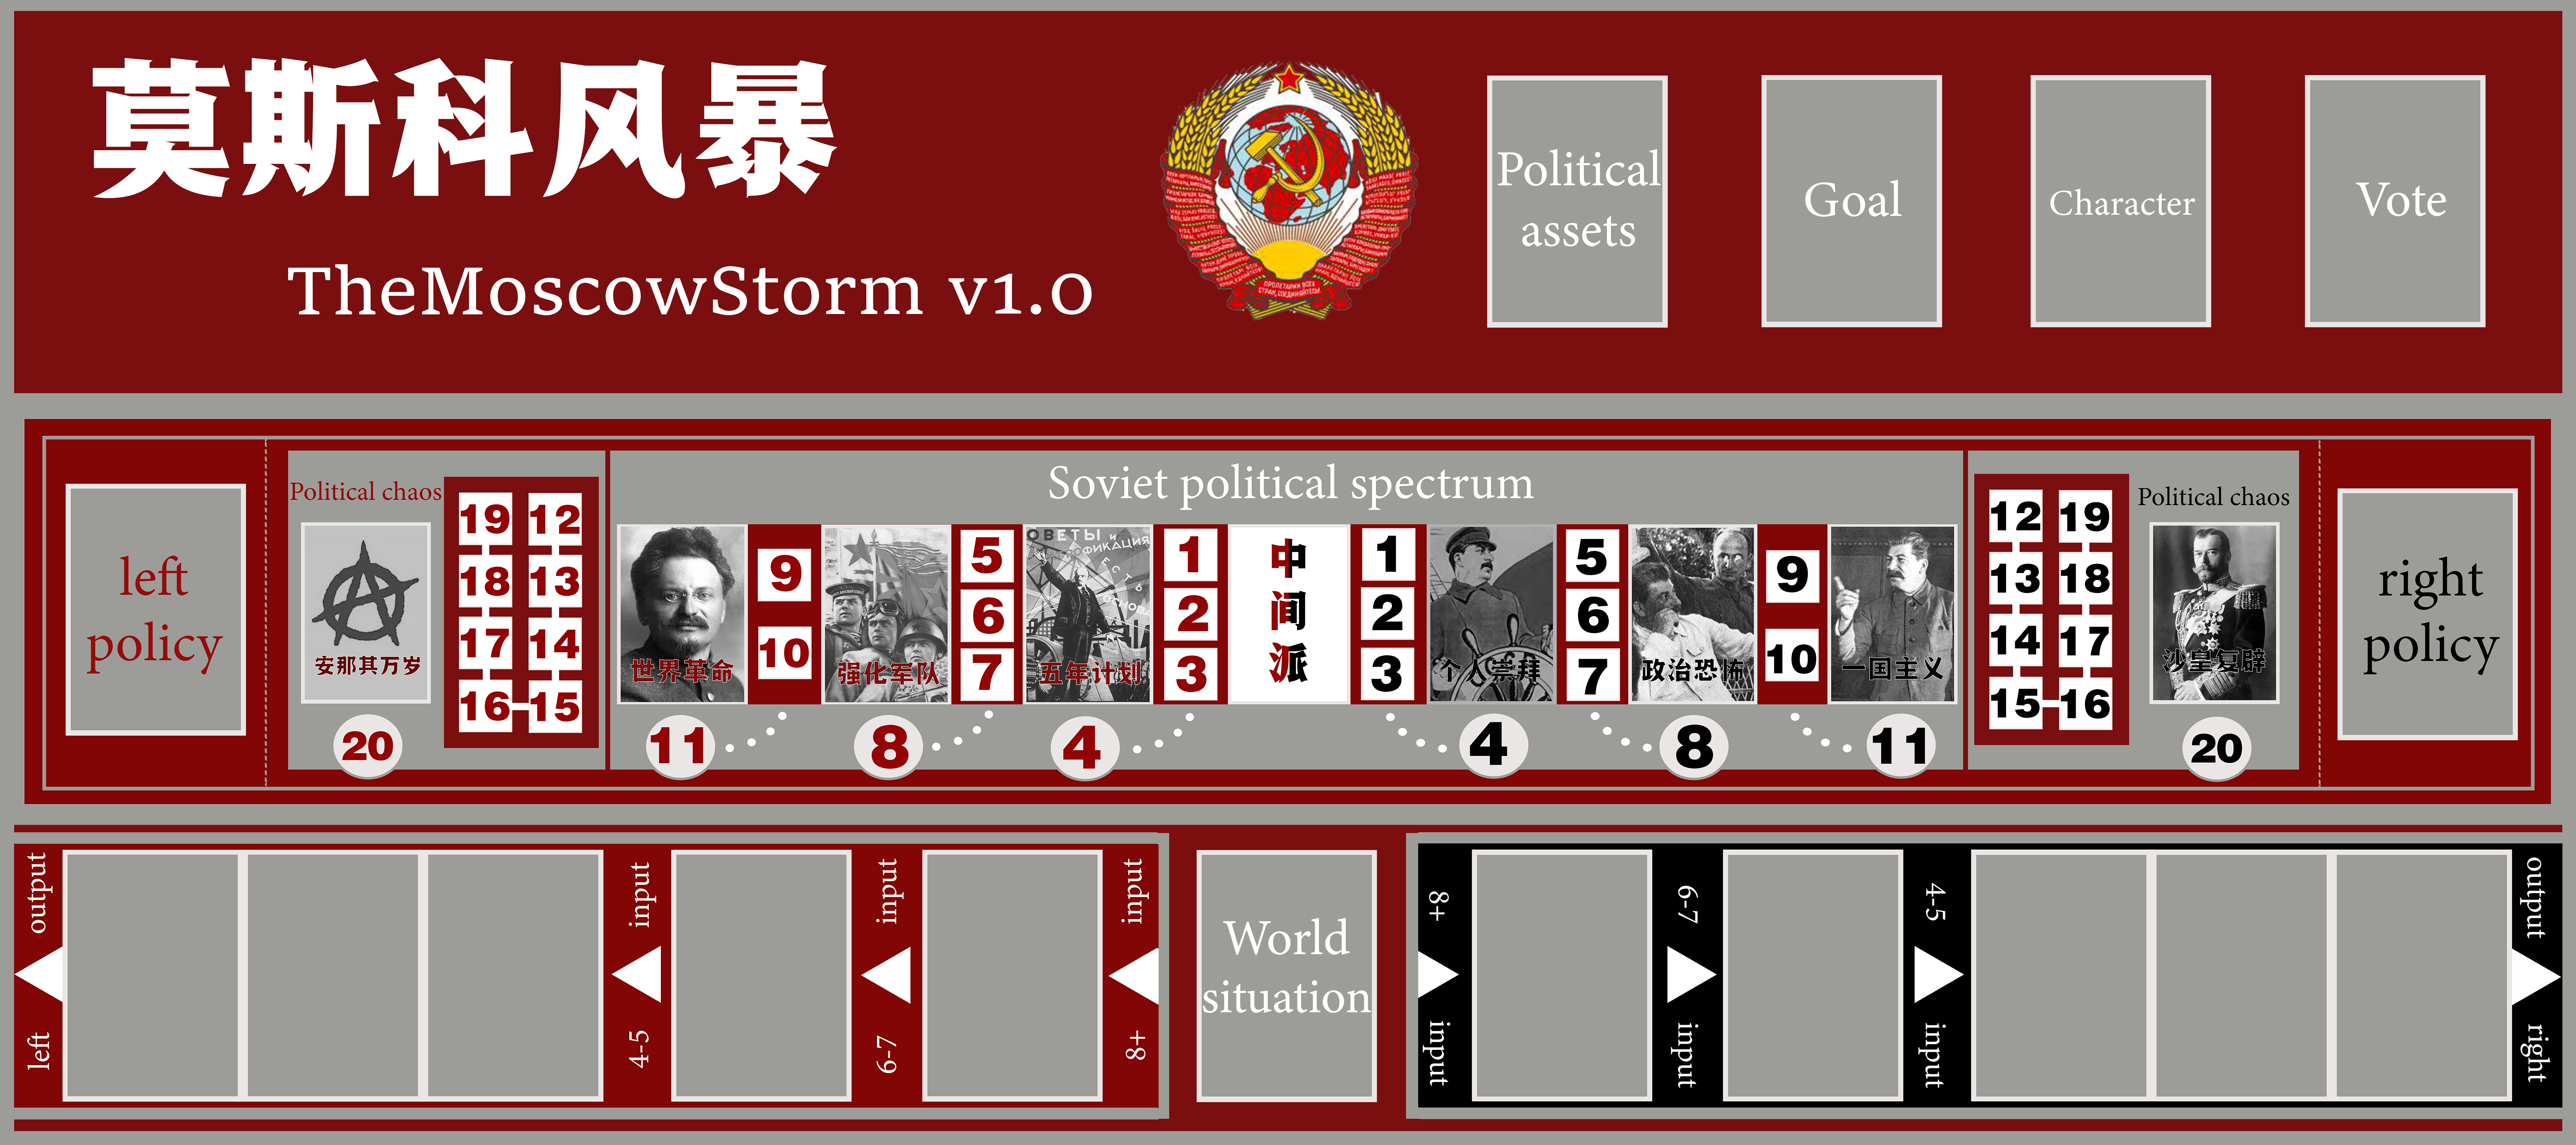 莫斯科风暴
TheMoscowStorm v1.0
ПРОЛЕТАРИИ ВСЕХ
СТРАН, СОЕДИНЯЙТЕСЬ!
Political
assets
Goal
Character
Vote
left
policy
Political chaos
安那其万岁
20
19 12
18 13
17 14
16 15
Soviet political spectrum
世界革命
11
9
10
强化军队
8
5
6
7
五年计划
4
1
2
3
中
间
派
1
2
3
个人崇拜
4
5
6
7
政治恐怖
8
9
10
一国主义
11
12 19
13 18
14 17
15 16
Political chaos
沙皇复辟
20
right
policy
output
left
input
4-5
input
6-7
input
8+
World
situation
8+
input
6-7
input
4-5
input
output
right